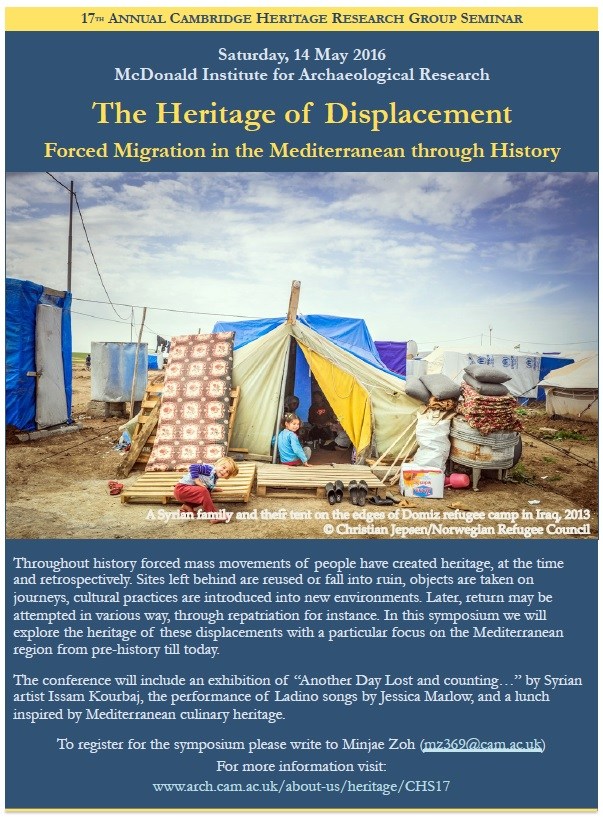 17TH ANNUAL CAMBRIDGE HERITAGE RESEARCH GROUP SEMINAR
Saturday, 14 May 2016
McDonald Institute for Archaeological Research
The Heritage of Displacement
Forced Migration in the Mediterranean through History
A Syrian family and their tent on the edges of Domiz refugee camp in Iraq, 2013
© Christian Jepsen/Norwegian Refugee Council
Throughout history forced mass movements of people have created heritage, at the time
and retrospectively. Sites left behind are reused or fall into ruin, objects are taken on
journeys, cultural practices are introduced into new environments. Later, return may be
attempted in various way, through repatriation for instance. In this symposium we will
explore the heritage of these displacements with a particular focus on the Mediterranean
region from pre-history till today.
The conference will include an exhibition of “Another Day Lost and counting…” by Syrian
artist Issam Kourbaj, the performance of Ladino songs by Jessica Marlow, and a lunch
inspired by Mediterranean culinary heritage.
To register for the symposium please write to Minjae Zoh (mz369@cam.ac.uk)
For more information visit:
www.arch.cam.ac.uk/about-us/heritage/CHS17